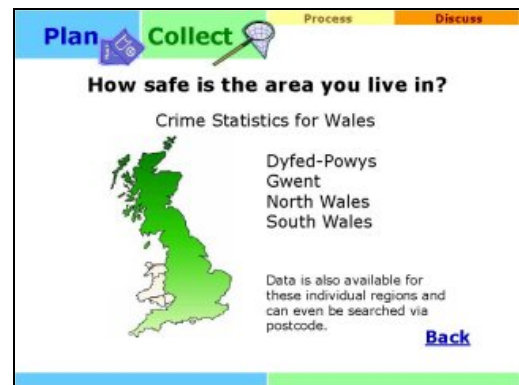 Plan Collect Process Discuss
How safe is the area you live in?
Crime Statistics for Wales
Dyfed-Powys
Gwent
North Wales
South Wales
Data is also available for
these individual regions and
can even be searched via
postcode.
Back